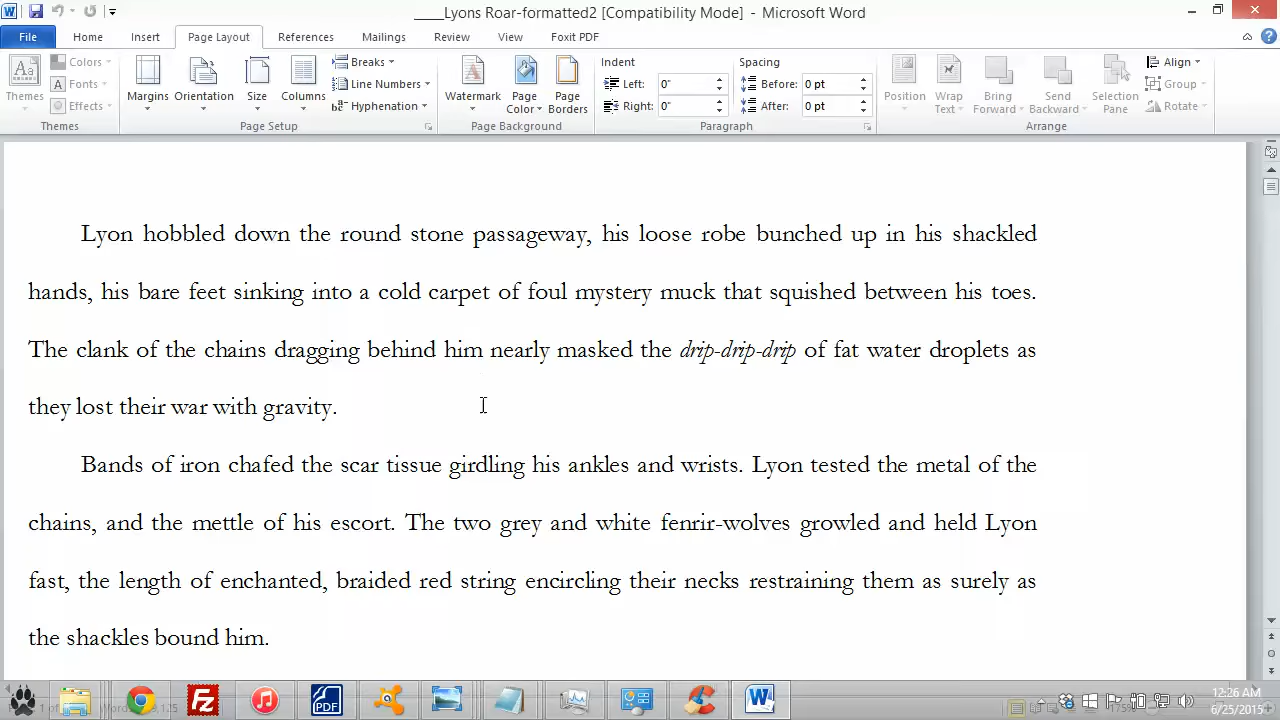 ____Lyons Roar-formatted2 [Compatibility Mode] - Microsoft Word
File Home Insert Page Layout References Mailings Review View Foxit PDF
Colors Breaks Indent Spacing Align
Fonts Line Numbers Left: 0" Before: 0 pt Group
Effects Hyphenation Right: 0" After: 0 pt Rotate
Themes Margins Orientation Size Columns Watermark Page Color Page Borders Position Wrap Text Bring Forward Send Backward Selection Pane
Themes Page Setup Page Background Paragraph Arrange
Lyon hobbled down the round stone passageway, his loose robe bunched up in his shackled
hands, his bare feet sinking into a cold carpet of foul mystery muck that squished between his toes.
The clank of the chains dragging behind him nearly masked the drip-drip-drip of fat water droplets as
they lost their war with gravity.
Bands of iron chafed the scar tissue girdling his ankles and wrists. Lyon tested the metal of the
chains, and the mettle of his escort. The two grey and white fenrir-wolves growled and held Lyon
fast, the length of enchanted, braided red string encircling their necks restraining them as surely as
the shackles bound him.
PDF
12:26 AM
6/25/2015